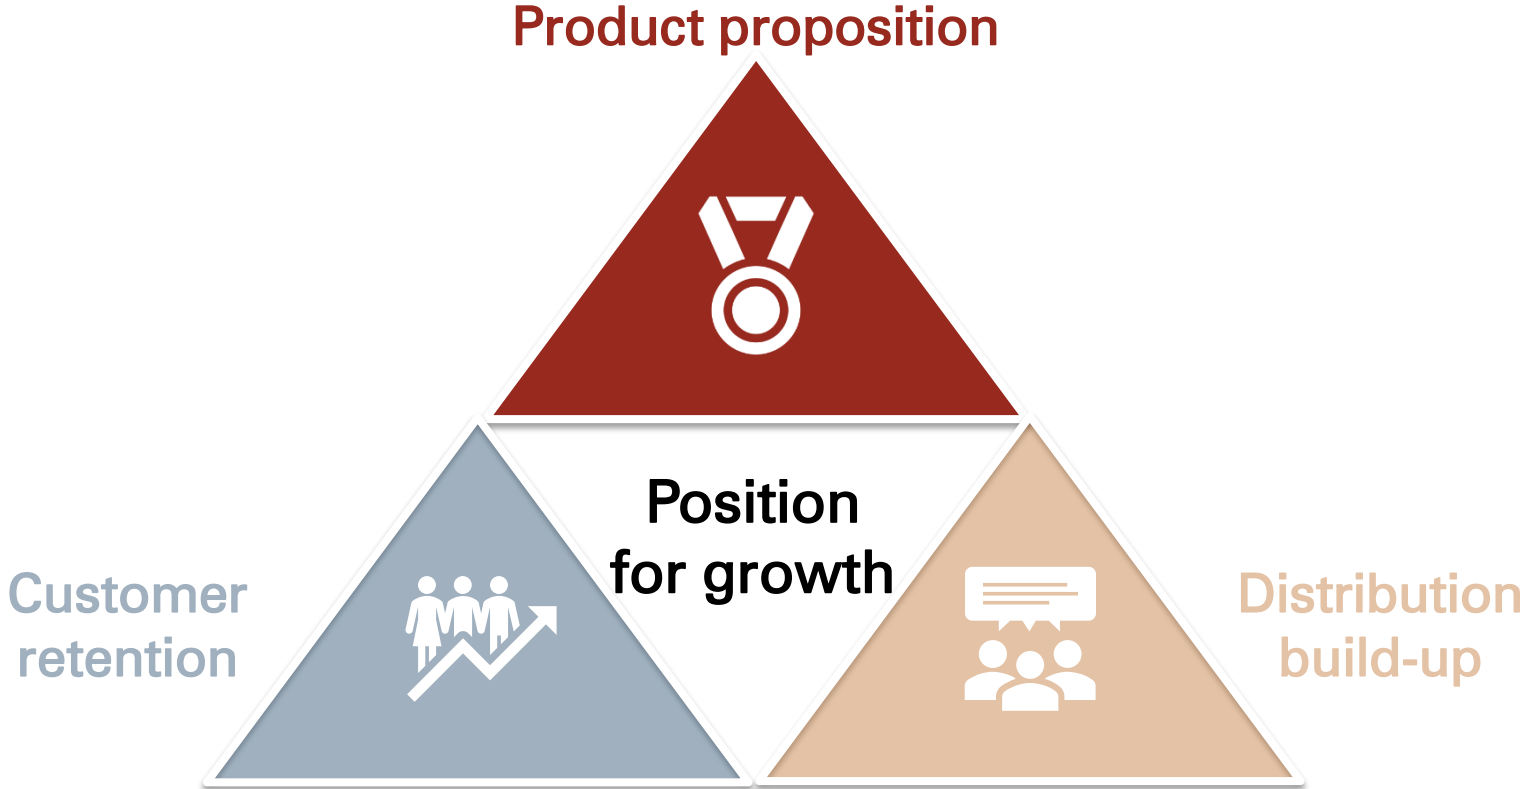 Product proposition
Position
for growth
Customer
retention
Distribution
build-up